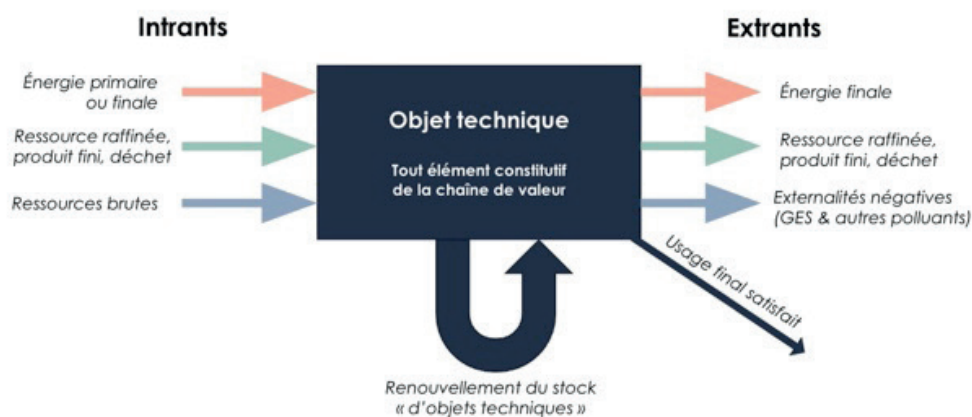 Intrants
Extrants
Énergie primaire
ou finale
Ressource raffinée,
produit fini, déchet
Ressources brutes
Objet technique
Tout élément constitutif
de la chaîne de valeur
Énergie finale
Ressource raffinée,
produit fini, déchet
Externalités négatives
(GES & autres polluants)
Usage final satisfait
Renouvellement du stock
« d'objets techniques »